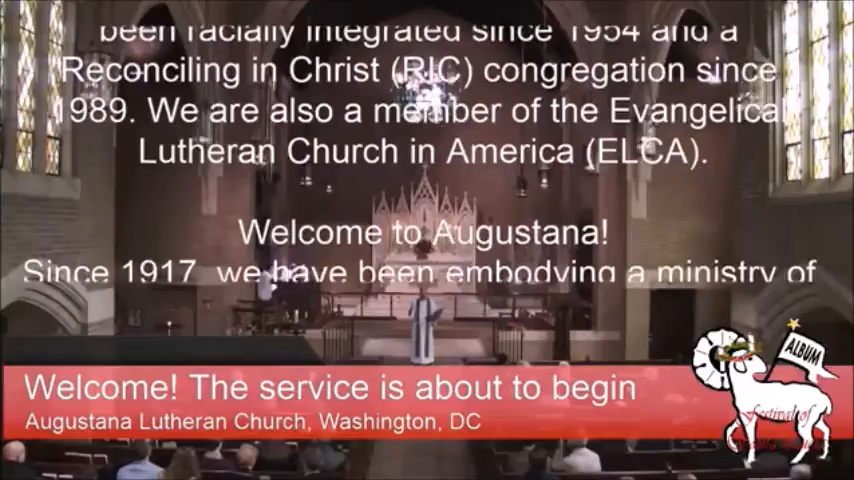 been racially integrated since 1954 and a
Reconciling in Christ (RIC) congregation since
1989. We are also a member of the Evangelical
Lutheran Church in America (ELCA).
Welcome to Augustana!
Since 1917, we have been embodying a ministry of
Welcome! The service is about to begin
Augustana Lutheran Church, Washington, DC
ALBUM
Festival of